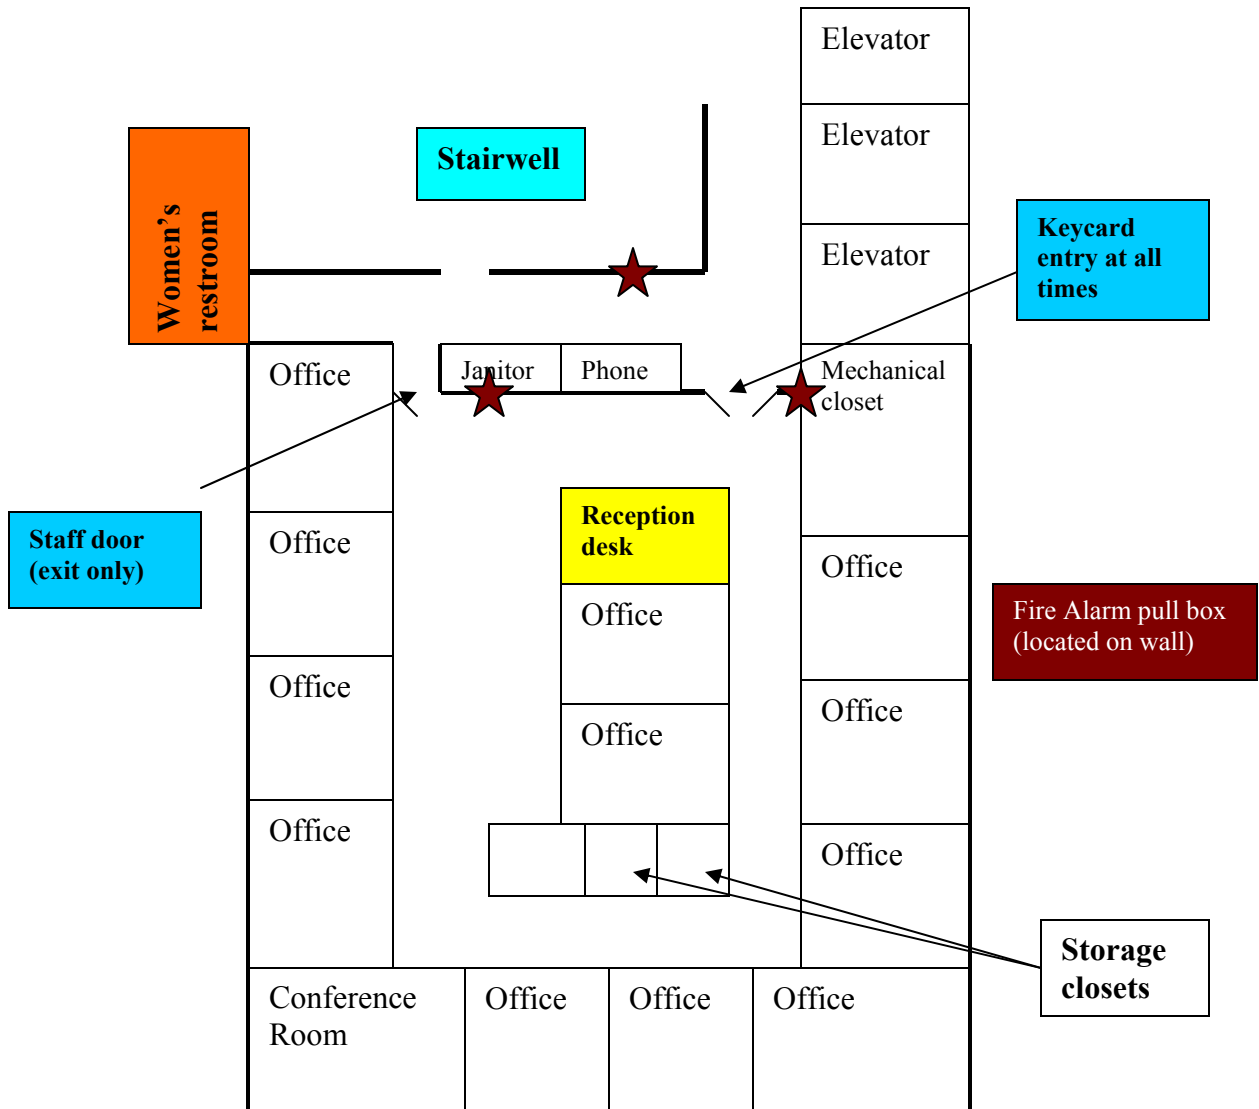 Elevator
Elevator
Stairwell
Women's
restroom
Keycard
entry at all
times
Elevator
Office
Janitor
Phone
Mechanical
closet
Reception
desk
Staff door
(exit only)
Office
Office
Office
Fire Alarm pull box
(located on wall)
Office
Office
Office
Office
Office
Storage
closets
Conference
Room
Office
Office
Office